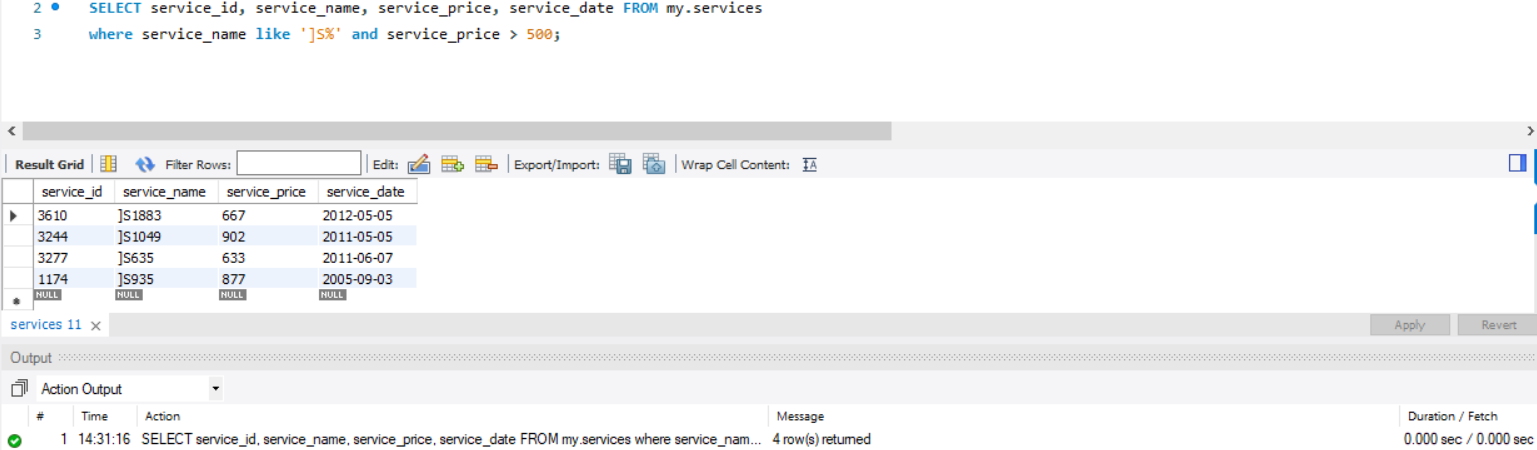 2 SELECT service_id, service_name, service_price, service_date FROM my.services
3 where service_name like ']S%' and service_price > 500;
Result Grid Filter Rows: Edit: Export/Import: Wrap Cell Content:
service_id service_name service_price service_date
3610 ]S1883 667 2012-05-05
3244 ]S1049 902 2011-05-05
3277 ]S635 633 2011-06-07
1174 ]S935 877 2005-09-03
NULL NULL NULL NULL
services 11 Apply Revert
Output
Action Output
# Time Action Message Duration / Fetch
1 14:31:16 SELECT service_id, service_name, service_price, service_date FROM my.services where service_nam... 4 row(s) returned 0.000 sec / 0.000 sec